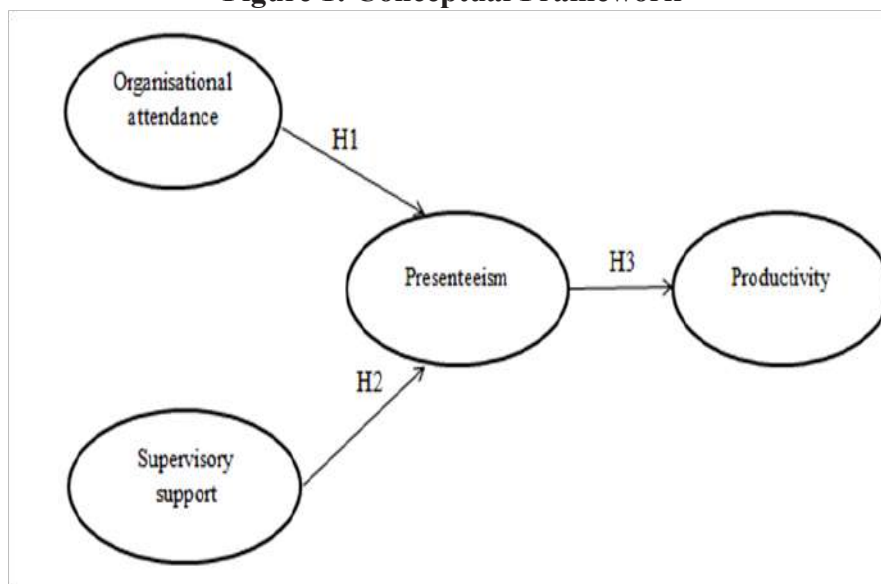 Figure 1: Conceptual Framework
Organisational
attendance
H1
Presenteeism
H3
Productivity
H2
Supervisory
support